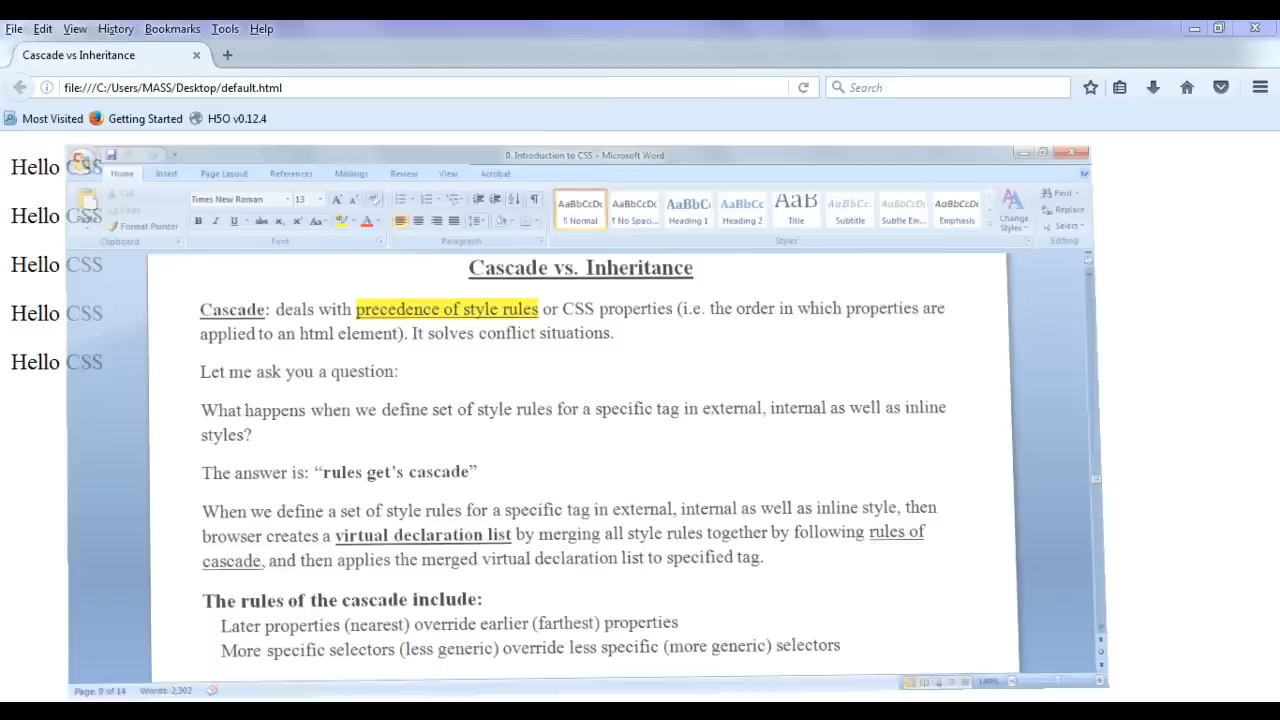 File Edit View History Bookmarks Tools Help
Cascade vs Inheritance
file:///C:/Users/MASS/Desktop/default.html
Search
Most Visited Getting Started H5O v0.12.4
Hello CSS
Hello CSS
Hello CSS
Hello CSS
Hello CSS
9. Introduction to CSS - Microsoft Word
Home Insert Page Layout References Mailings Review View Acrobat
Cut
Copy
Format Painter
Clipboard
Times New Roman 13
Font
Paragraph
AaBbCcDc AaBbCcDc AaBbCc AaBbCc AaB AaBbCc. AaBbCcDc AaBbCcDc
¶ Normal ¶ No Spaci... Heading 1 Heading 2 Title Subtitle Subtle Em... Emphasis
Styles
Change
Styles
Find
Replace
Select
Editing
Cascade vs. Inheritance
Cascade: deals with precedence of style rules or CSS properties (i.e. the order in which properties are
applied to an html element). It solves conflict situations.
Let me ask you a question:
What happens when we define set of style rules for a specific tag in external, internal as well as inline
styles?
The answer is: “rules get’s cascade”
When we define a set of style rules for a specific tag in external, internal as well as inline style, then
browser creates a virtual declaration list by merging all style rules together by following rules of
cascade, and then applies the merged virtual declaration list to specified tag.
The rules of the cascade include:
Later properties (nearest) override earlier (farthest) properties
More specific selectors (less generic) override less specific (more generic) selectors
Page: 9 of 14 Words: 2,302
140%